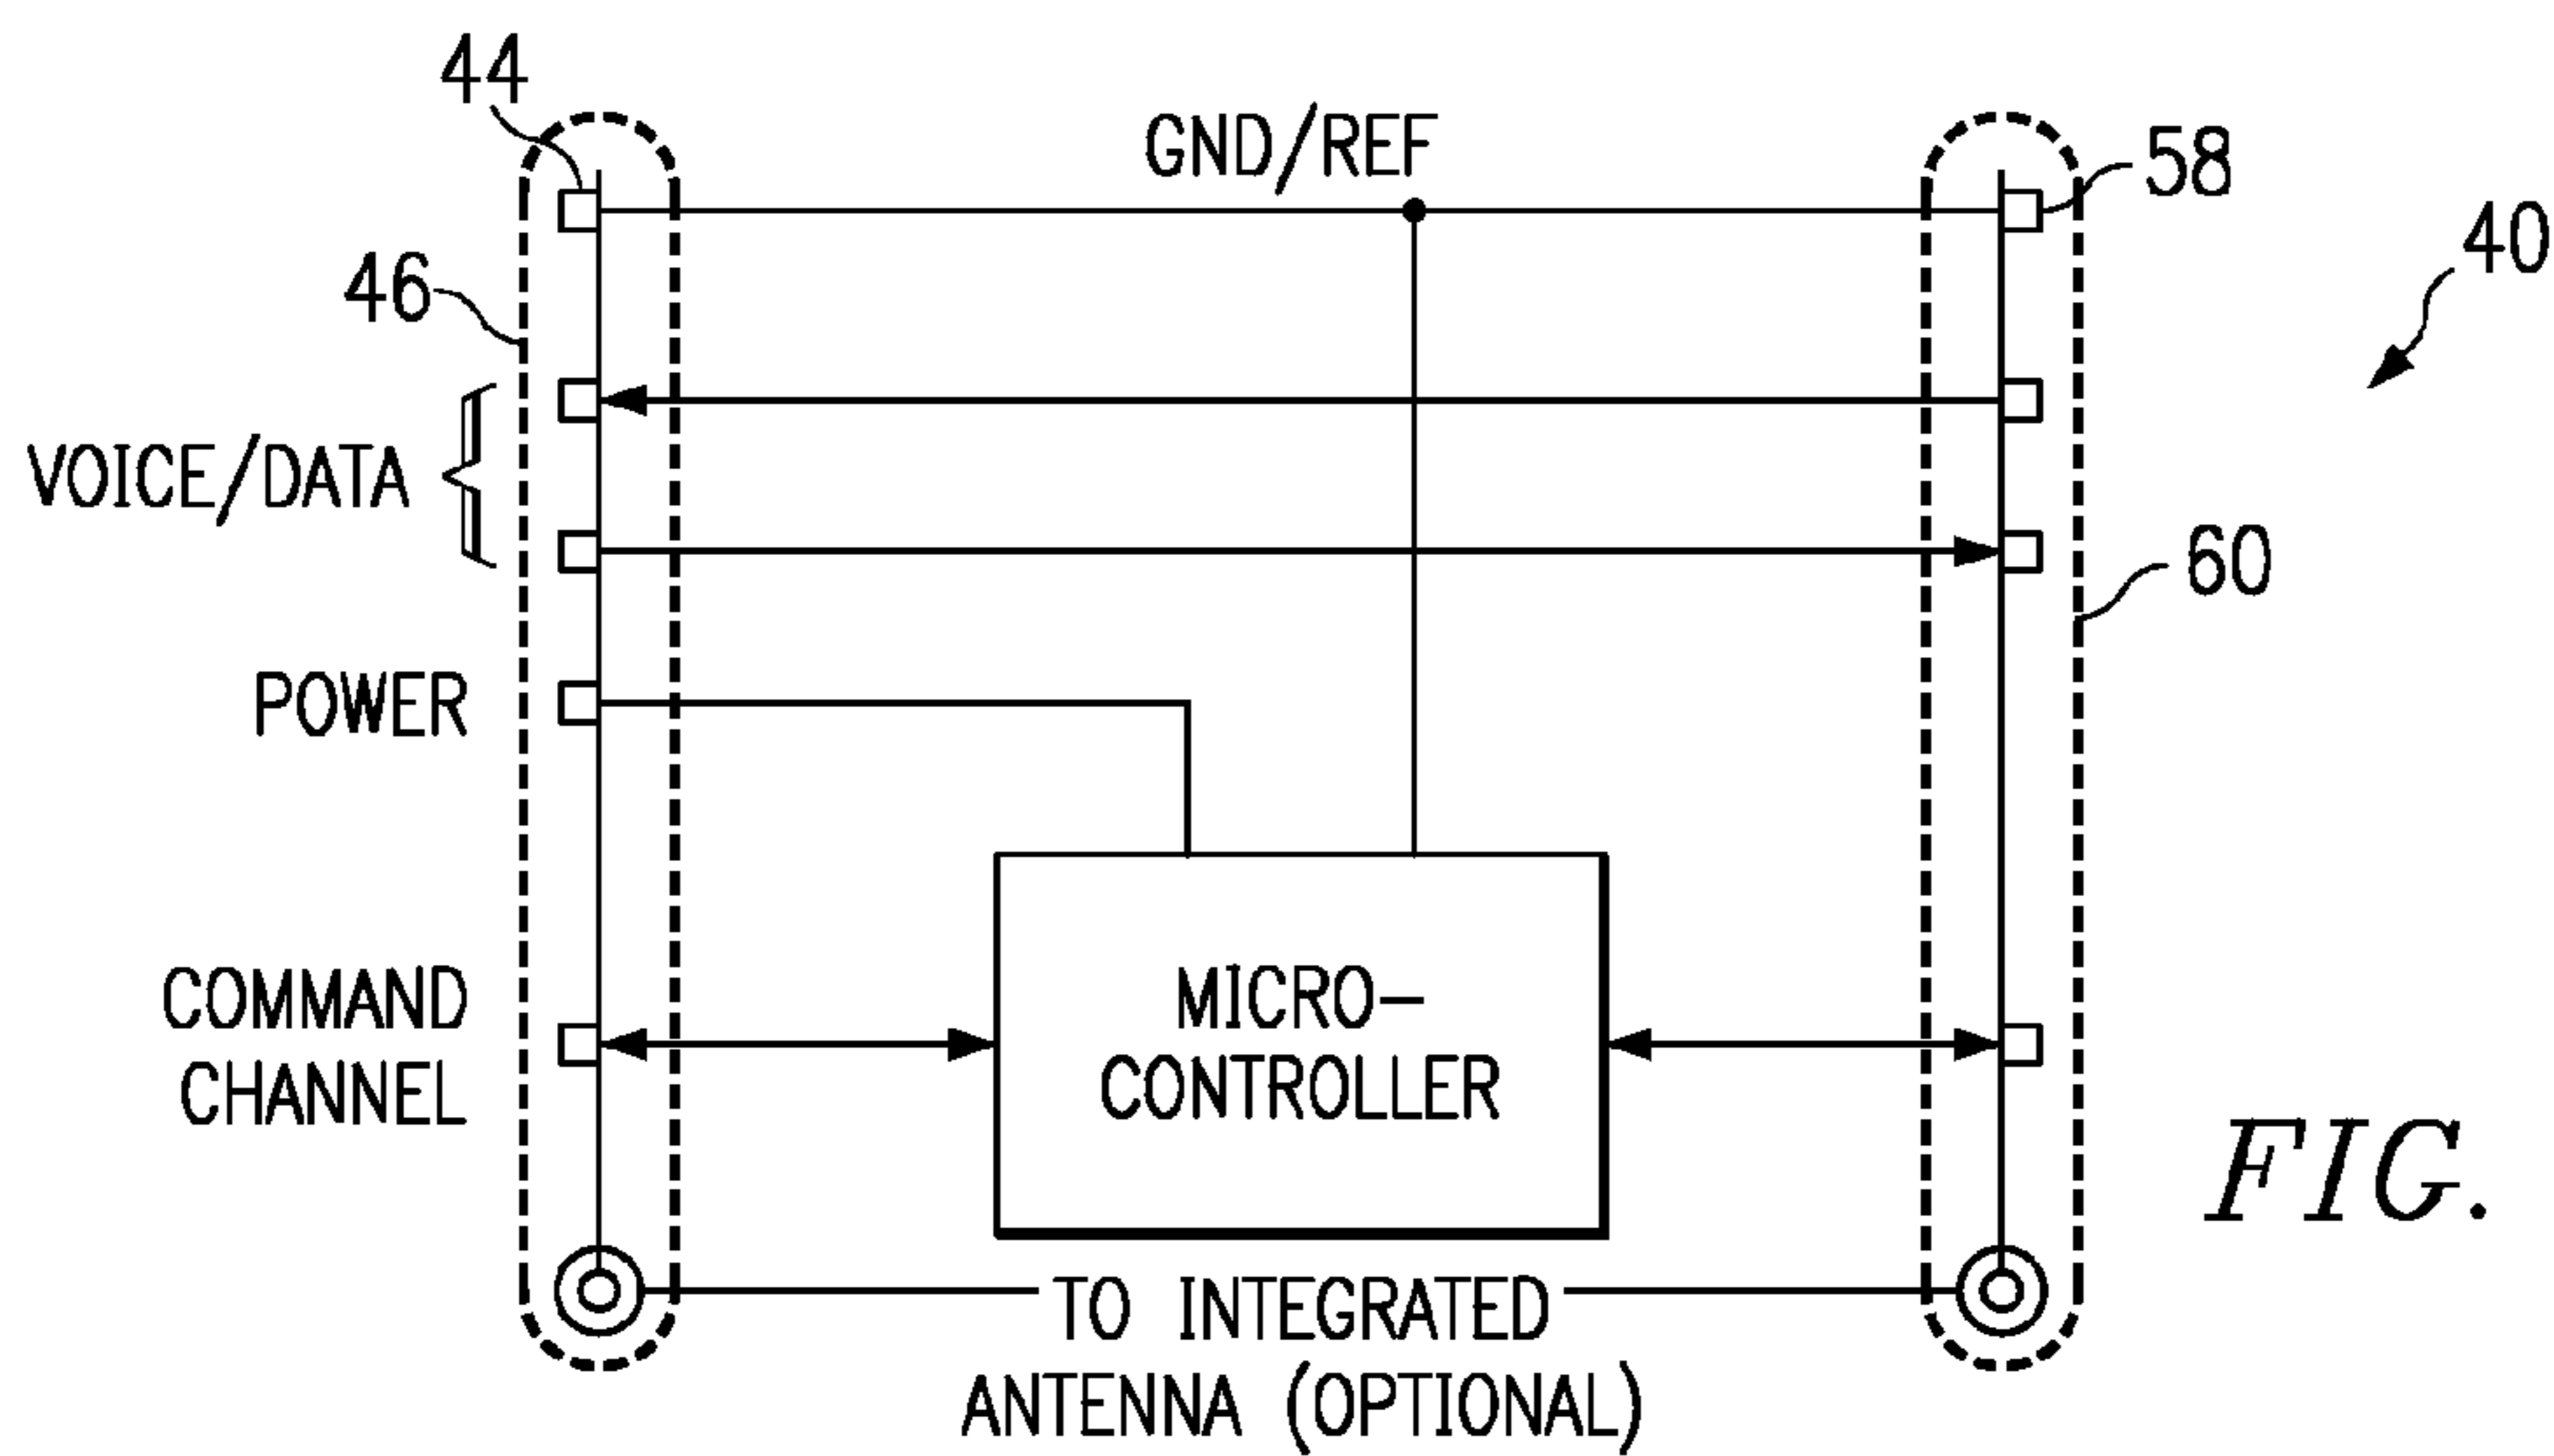 44
GND/REF
58
40
46
VOICE/DATA
60
POWER
COMMAND
CHANNEL
MICRO-
CONTROLLER
FIG.
TO INTEGRATED
ANTENNA (OPTIONAL)